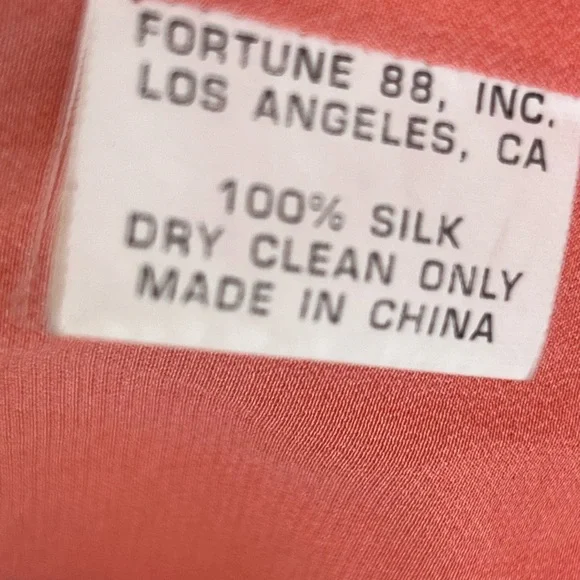 FORTUNE 88, INC.
LOS ANGELES, CA
100% SILK
DRY CLEAN ONLY
MADE IN CHINA